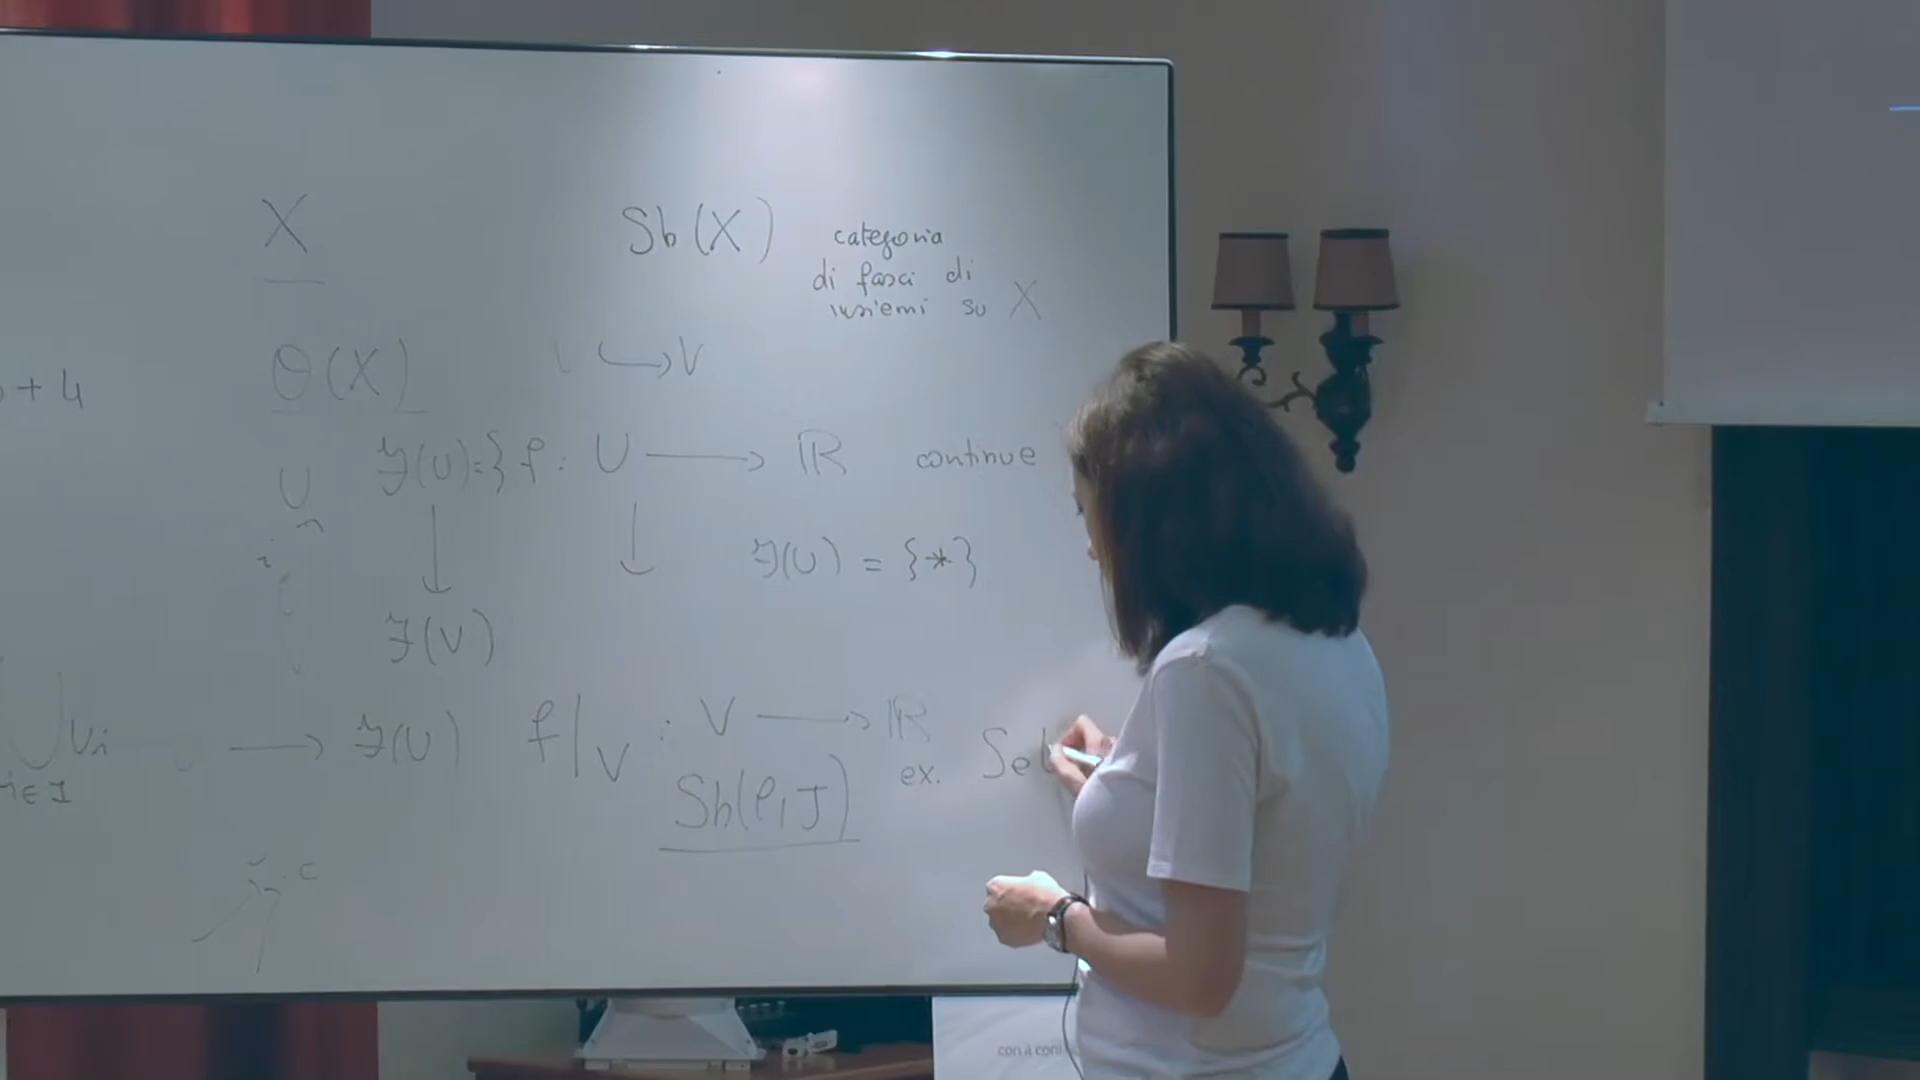 X Sh(X) categoria
di fasci di
insiemi su X
+ 4
O(X) V
U F(U)={f: U → R continue
i
F(U) = {*}
F(V)
Ui → F(U) f|V : V → R
i∈I
Sh(C,J) ex. Set